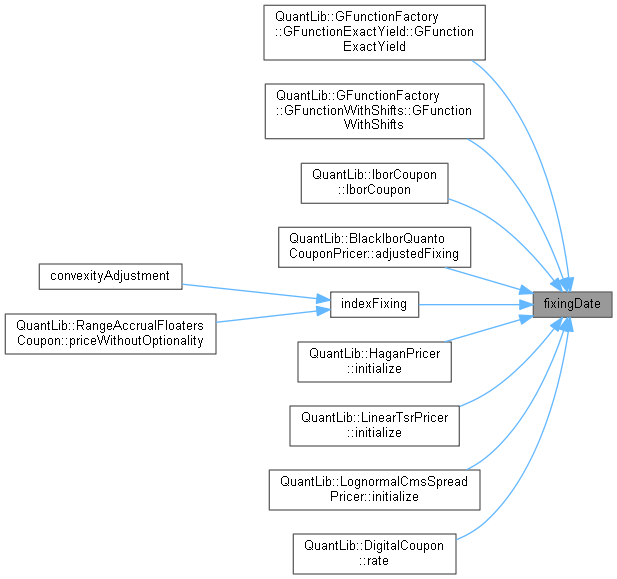 QuantLib::GFunctionFactory
::GFunctionExactYield::GFunction
ExactYield
QuantLib::GFunctionFactory
::GFunctionWithShifts::GFunction
WithShifts
QuantLib::IborCoupon
::IborCoupon
QuantLib::BlackIborQuanto
CouponPricer::adjustedFixing
convexityAdjustment
indexFixing
fixingDate
QuantLib::RangeAccrualFloaters
Coupon::priceWithoutOptionality
QuantLib::HaganPricer
::initialize
QuantLib::LinearTsrPricer
::initialize
QuantLib::LognormalCmsSpread
Pricer::initialize
QuantLib::DigitalCoupon
::rate